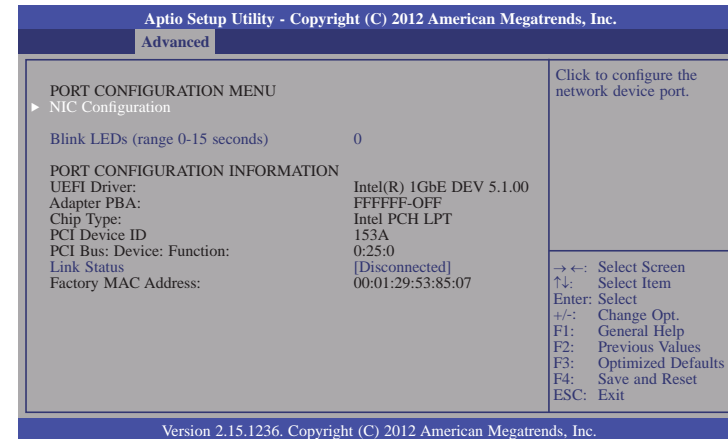 Aptio Setup Utility - Copyright (C) 2012 American Megatrends, Inc.
Advanced
PORT CONFIGURATION MENU
► NIC Configuration
Blink LEDs (range 0-15 seconds) 0
PORT CONFIGURATION INFORMATION
UEFI Driver: Intel(R) 1GbE DEV 5.1.00
Adapter PBA: FFFFFF-OFF
Chip Type: Intel PCH LPT
PCI Device ID 153A
PCI Bus: Device: Function: 0:25:0
Link Status [Disconnected]
Factory MAC Address: 00:01:29:53:85:07
Click to configure the
network device port.
→←: Select Screen
↑↓: Select Item
Enter: Select
+/-: Change Opt.
F1: General Help
F2: Previous Values
F3: Optimized Defaults
F4: Save and Reset
ESC: Exit
Version 2.15.1236. Copyright (C) 2012 American Megatrends, Inc.